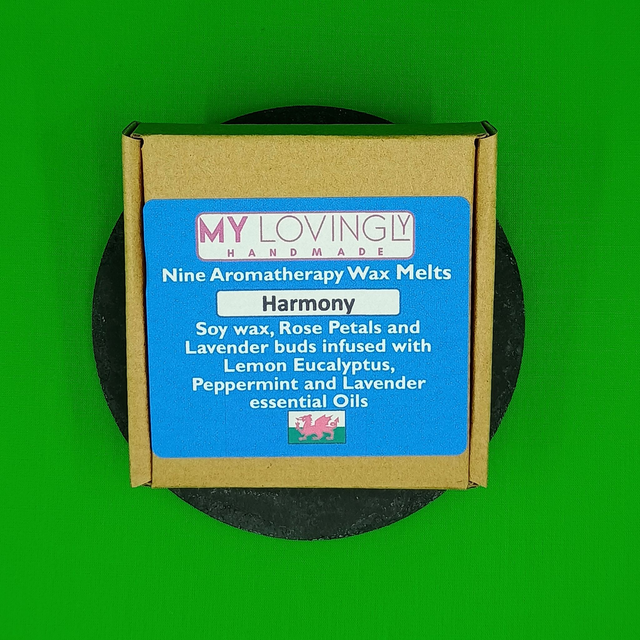 MY LOVINGLY
HANDMADE
Nine Aromatherapy Wax Melts
Harmony
Soy wax, Rose Petals and
Lavender buds infused with
Lemon Eucalyptus,
Peppermint and Lavender
essential Oils